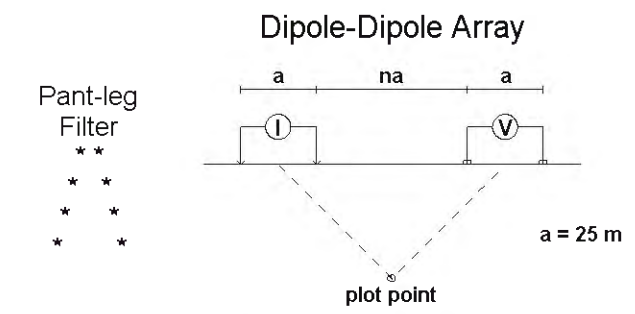 Dipole-Dipole Array
Pant-leg
Filter
* *
* *
* *
* *
a na a
I V
a = 25 m
plot point